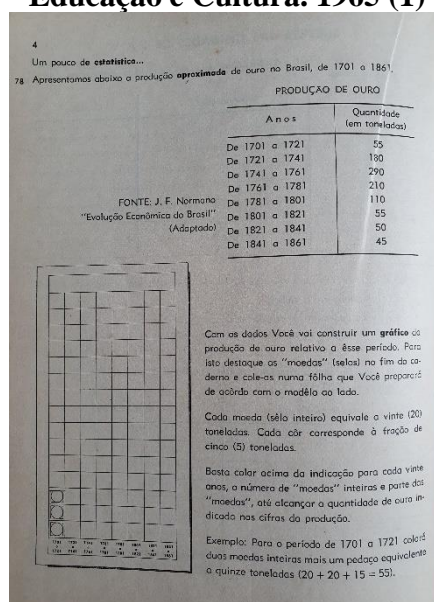 Educação e Cultura: 1965 (1)
4
Um pouco de estatística...
78 Apresentamos abaixo a produção aproximada de ouro no Brasil, de 1701 a 1861.
PRODUÇÃO DE OURO
Anos Quantidade (em toneladas)
De 1701 a 1721 55
De 1721 a 1741 180
De 1741 a 1761 290
De 1761 a 1781 210
De 1781 a 1801 110
De 1801 a 1821 55
De 1821 a 1841 50
De 1841 a 1861 45
FONTE: J. F. Normano
"Evolução Econômica do Brasil"
(Adaptado)
Com os dados Você vai construir um gráfico da
produção de ouro relativo a êsse período. Para
isto destaque as "moedas" (selos) no fim do ca-
derno e cole-as numa fôlha que Você preparará
de acôrdo com o modêlo ao lado.
Cada moeda (sêlo inteiro) equivale a vinte (20)
toneladas. Cada côr corresponde à fração de
cinco (5) toneladas.
Basta colar acima da indicação para cada vinte
anos, o número de "moedas" inteiras e parte das
"moedas", até alcançar a quantidade de ouro in-
dicada nas cifras da produção.
Exemplo: Para o período de 1701 a 1721 colará
duas moedas inteiras mais um pedaço equivalente
a quinze toneladas (20 + 20 + 15 = 55).